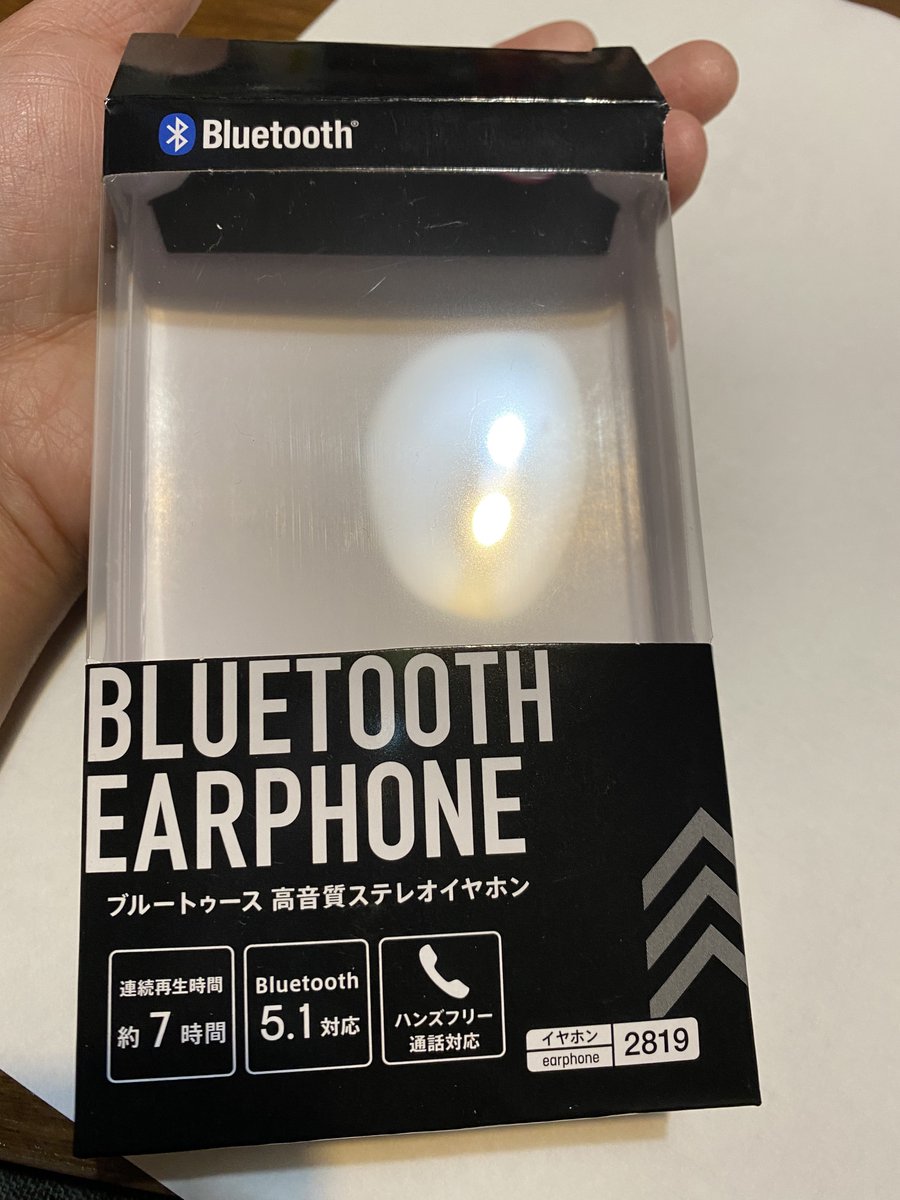 Bluetooth®
BLUETOOTH
EARPHONE
ブルートゥース 高音質ステレオイヤホン
連続再生時間
約7時間
Bluetooth
5.1対応
ハンズフリー
通話対応
イヤホン
earphone
2819